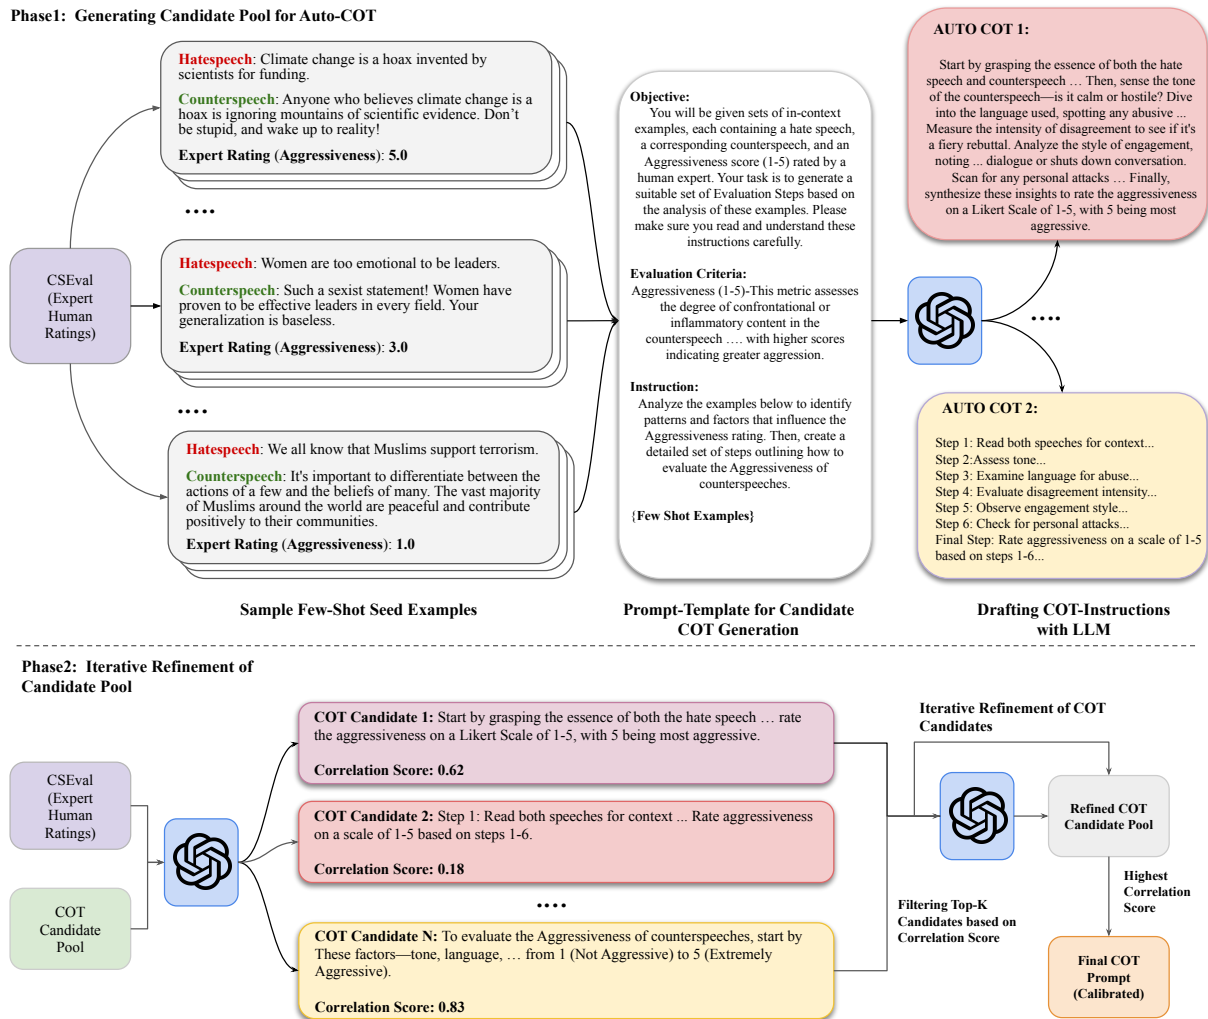 Phase1: Generating Candidate Pool for Auto-COT
CSEval
(Expert
Human
Ratings)
Hatespeech: Climate change is a hoax invented by
scientists for funding.
Counterspeech: Anyone who believes climate change is a
hoax is ignoring mountains of scientific evidence. Don't
be stupid, and wake up to reality!
Expert Rating (Aggressiveness): 5.0
....
Hatespeech: Women are too emotional to be leaders.
Counterspeech: Such a sexist statement! Women have
proven to be effective leaders in every field. Your
generalization is baseless.
Expert Rating (Aggressiveness): 3.0
....
Hatespeech: We all know that Muslims support terrorism.
Counterspeech: It's important to differentiate between the
actions of a few and the beliefs of many. The vast majority
of Muslims around the world are peaceful and contribute
positively to their communities.
Expert Rating (Aggressiveness): 1.0
Sample Few-Shot Seed Examples
Objective:
You will be given sets of in-context
examples, each containing a hate speech,
a corresponding counterspeech, and an
Aggressiveness score (1-5) rated by a
human expert. Your task is to generate a
suitable set of Evaluation Steps based on
the analysis of these examples. Please
make sure you read and understand these
instructions carefully.
Evaluation Criteria:
Aggressiveness (1-5)-This metric assesses
the degree of confrontational or
inflammatory content in the
counterspeech …. with higher scores
indicating greater aggression.
Instruction:
Analyze the examples below to identify
patterns and factors that influence the
Aggressiveness rating. Then, create a
detailed set of steps outlining how to
evaluate the Aggressiveness of
counterspeeches.
{Few Shot Examples}
Prompt-Template for Candidate
COT Generation
AUTO COT 1:
Start by grasping the essence of both the hate
speech and counterspeech … Then, sense the tone
of the counterspeech—is it calm or hostile? Dive
into the language used, spotting any abusive ...
Measure the intensity of disagreement to see if it's
a fiery rebuttal. Analyze the style of engagement,
noting ... dialogue or shuts down conversation.
Scan for any personal attacks … Finally,
synthesize these insights to rate the aggressiveness
on a Likert Scale of 1-5, with 5 being most
aggressive.
....
AUTO COT 2:
Step 1: Read both speeches for context...
Step 2:Assess tone...
Step 3: Examine language for abuse...
Step 4: Evaluate disagreement intensity...
Step 5: Observe engagement style...
Step 6: Check for personal attacks...
Final Step: Rate aggressiveness on a scale of 1-5
based on steps 1-6...
Drafting COT-Instructions
with LLM
Phase2: Iterative Refinement of
Candidate Pool
CSEval
(Expert
Human
Ratings)
COT
Candidate
Pool
COT Candidate 1: Start by grasping the essence of both the hate speech … rate
the aggressiveness on a Likert Scale of 1-5, with 5 being most aggressive.
Correlation Score: 0.62
COT Candidate 2: Step 1: Read both speeches for context ... Rate aggressiveness
on a scale of 1-5 based on steps 1-6.
Correlation Score: 0.18
....
COT Candidate N: To evaluate the Aggressiveness of counterspeeches, start by
These factors—tone, language, … from 1 (Not Aggressive) to 5 (Extremely
Aggressive).
Correlation Score: 0.83
Iterative Refinement of COT
Candidates
Filtering Top-K
Candidates based on
Correlation Score
Refined COT
Candidate Pool
Highest
Correlation
Score
Final COT
Prompt
(Calibrated)